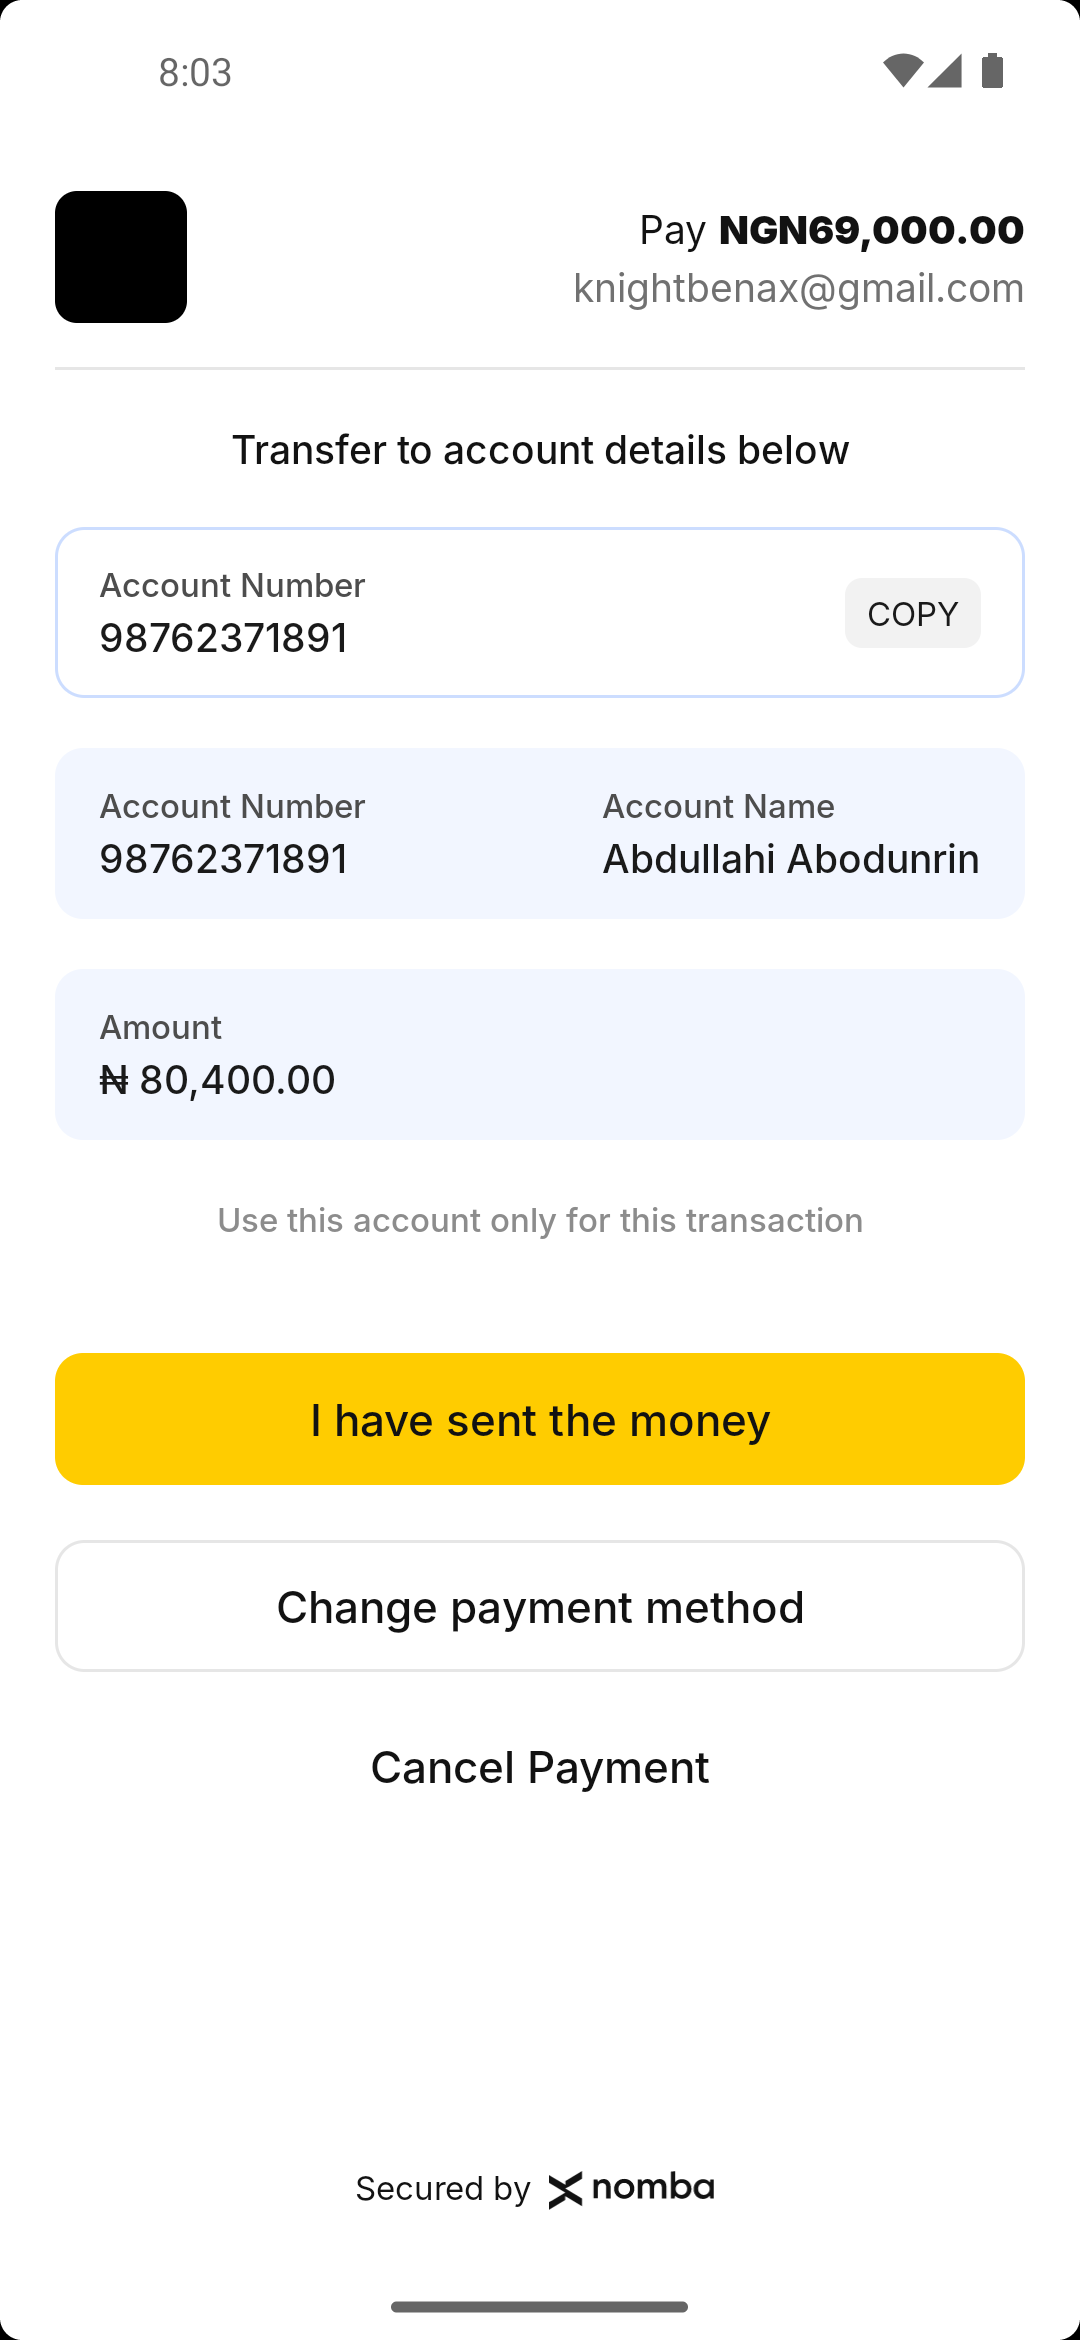 8:03
Pay NGN69,000.00
knightbenax@gmail.com
Transfer to account details below
Account Number
98762371891
COPY
Account Number
98762371891
Account Name
Abdullahi Abodunrin
Amount
₦ 80,400.00
Use this account only for this transaction
I have sent the money
Change payment method
Cancel Payment
Secured by nomba